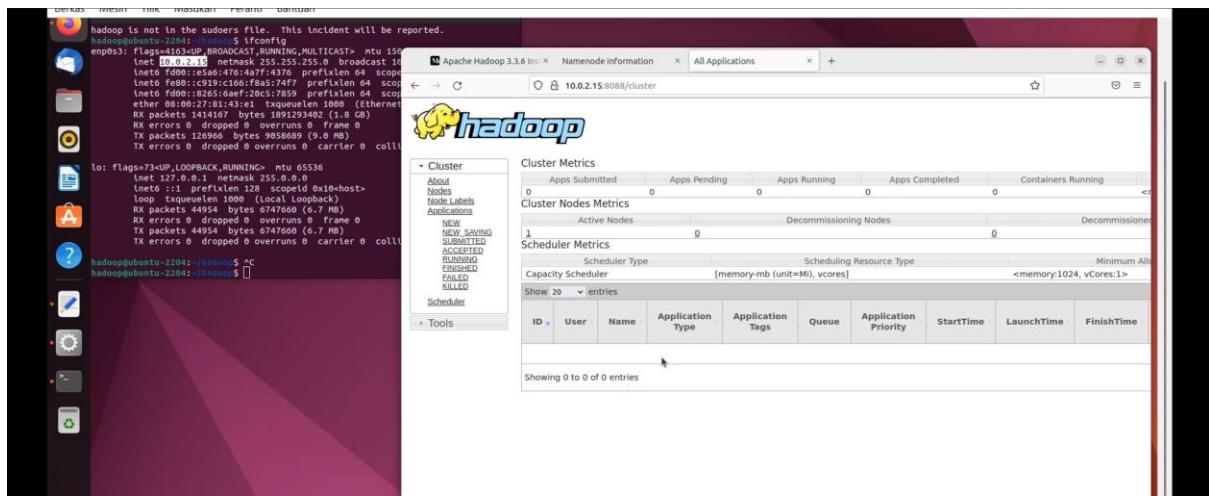 Berkas Mesin Tilik Masukan Peranti Bantuan
hadoop is not in the sudoers file. This incident will be reported.
hadoop@ubuntu-2204:~/hadoop$ ifconfig
enp0s3: flags=4163<UP,BROADCAST,RUNNING,MULTICAST> mtu 150
inet 10.0.2.15 netmask 255.255.255.0 broadcast 10
inet6 fd00::e5a6:476:4a7f:4376 prefixlen 64 scope
inet6 fe80::c919:c166:f8a5:74f7 prefixlen 64 scop
inet6 fd00::8265:6aef:20c5:7859 prefixlen 64 scop
ether 08:00:27:81:43:e1 txqueuelen 1000 (Ethernet
RX packets 1414167 bytes 1891293402 (1.8 GB)
RX errors 0 dropped 0 overruns 0 frame 0
TX packets 126966 bytes 9058689 (9.0 MB)
TX errors 0 dropped 0 overruns 0 carrier 0 colli
lo: flags=73<UP,LOOPBACK,RUNNING> mtu 65536
inet 127.0.0.1 netmask 255.0.0.0
inet6 ::1 prefixlen 128 scopeid 0x10<host>
loop txqueuelen 1000 (Local Loopback)
RX packets 44954 bytes 6747660 (6.7 MB)
RX errors 0 dropped 0 overruns 0 frame 0
TX packets 44954 bytes 6747660 (6.7 MB)
TX errors 0 dropped 0 overruns 0 carrier 0 colli
hadoop@ubuntu-2204:~/hadoop$ ^C
hadoop@ubuntu-2204:~/hadoop$
Apache Hadoop 3.3.6 Ins Namenode information All Applications
10.0.2.15:8088/cluster
hadoop
Cluster
About
Nodes
Node Labels
Applications
NEW
NEW_SAVING
SUBMITTED
ACCEPTED
RUNNING
FINISHED
FAILED
KILLED
Scheduler
Tools
Cluster Metrics
Apps Submitted Apps Pending Apps Running Apps Completed Containers Running
0 0 0 0 0 <m
Cluster Nodes Metrics
Active Nodes Decommissioning Nodes Decommissioned
1 0 0
Scheduler Metrics
Scheduler Type Scheduling Resource Type Minimum Allo
Capacity Scheduler [memory-mb (unit=Mi), vcores] <memory:1024, vCores:1>
Show 20 entries
ID User Name Application Type Application Tags Queue Application Priority StartTime LaunchTime FinishTime
Showing 0 to 0 of 0 entries